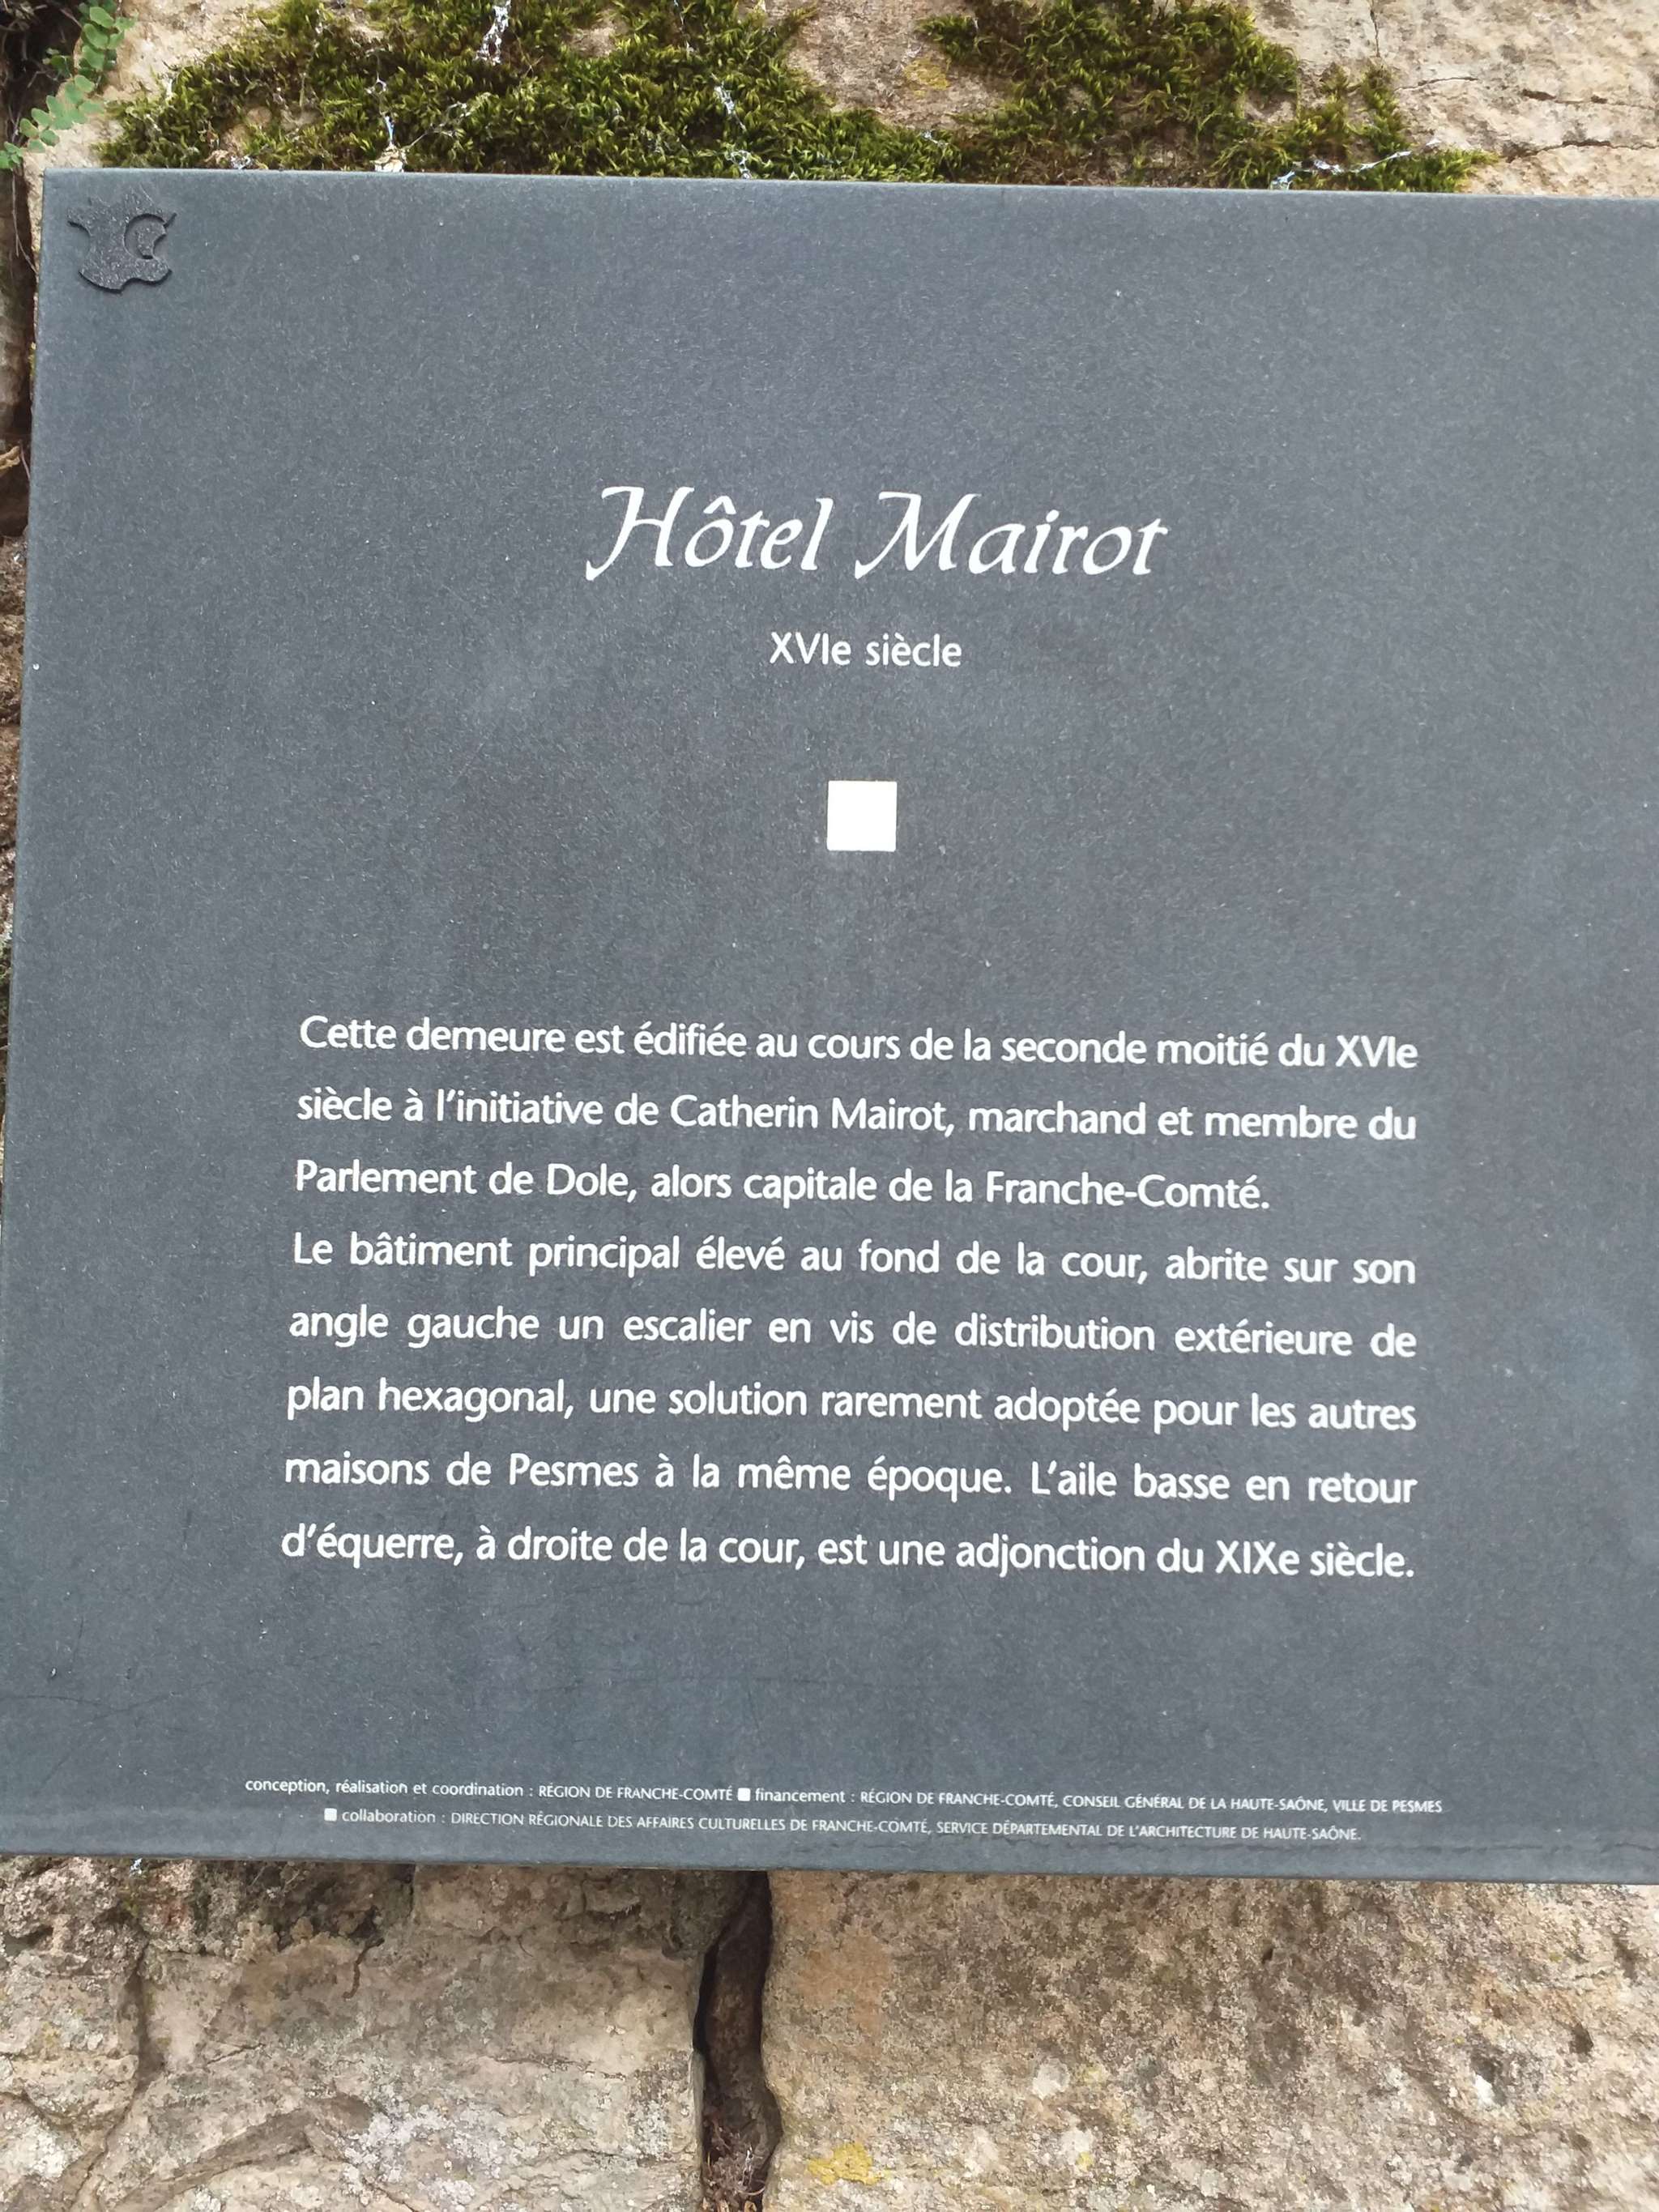 Hôtel Mairot
XVIe siècle
Cette demeure est édifiée au cours de la seconde moitié du XVIe
siècle à l'initiative de Catherin Mairot, marchand et membre du
Parlement de Dole, alors capitale de la Franche-Comté.
Le bâtiment principal élevé au fond de la cour, abrite sur son
angle gauche un escalier en vis de distribution extérieure de
plan hexagonal, une solution rarement adoptée pour les autres
maisons de Pesmes à la même époque. L'aile basse en retour
d'équerre, à droite de la cour, est une adjonction du XIXe siècle.
conception, réalisation et coordination : RÉGION DE FRANCHE-COMTÉ ■ financement : RÉGION DE FRANCHE-COMTÉ, CONSEIL GÉNÉRAL DE LA HAUTE-SAÔNE, VILLE DE PESMES
■ collaboration : DIRECTION RÉGIONALE DES AFFAIRES CULTURELLES DE FRANCHE-COMTÉ, SERVICE DÉPARTEMENTAL DE L'ARCHITECTURE DE HAUTE-SAÔNE.